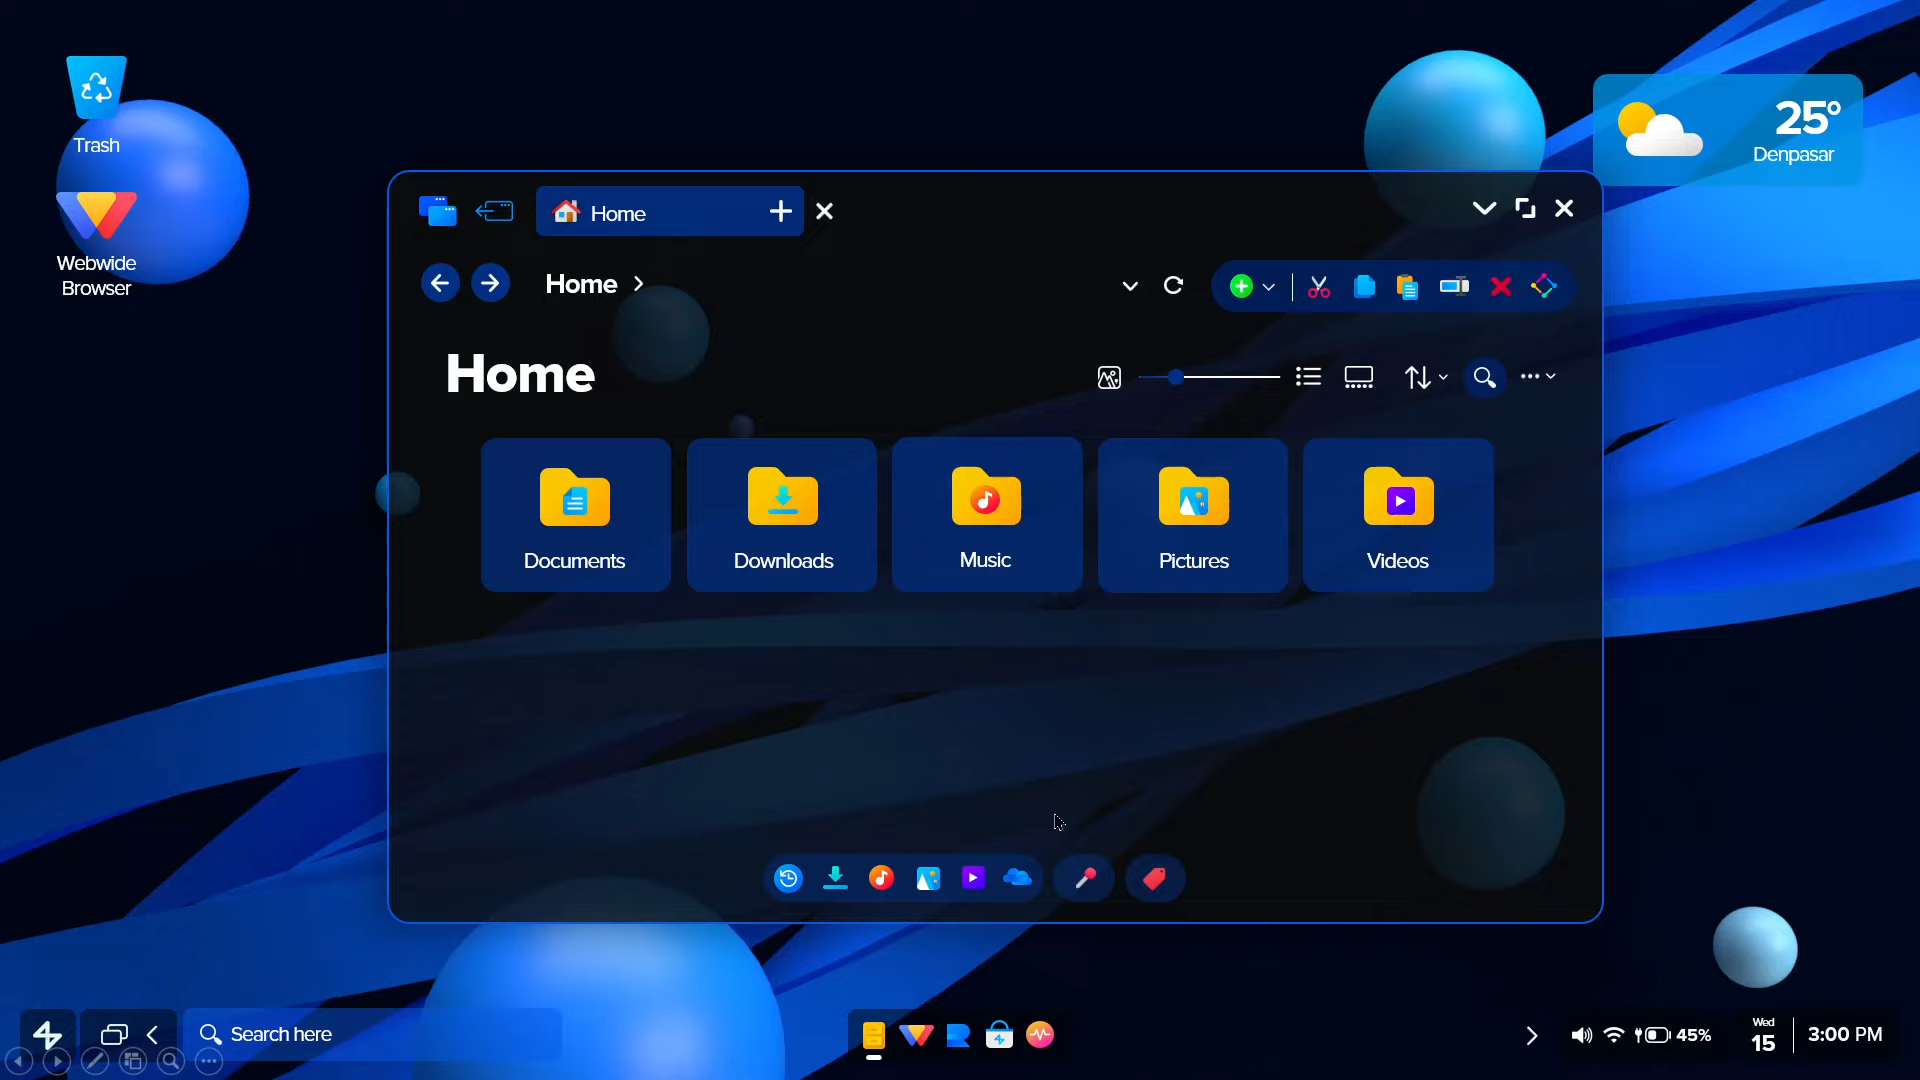 Trash
Webwide
Browser
25°
Denpasar
Home
Home
Home
Documents
Downloads
Music
Pictures
Videos
Search here
45%
Wed
15
3:00 PM